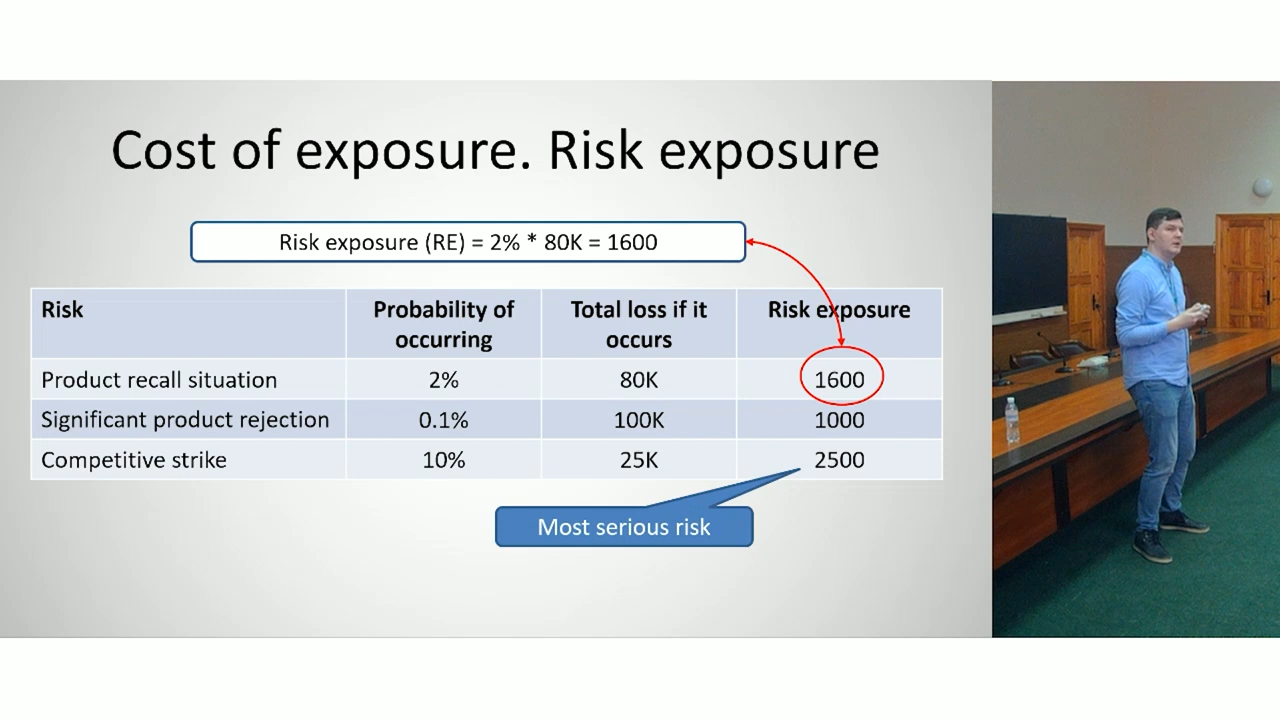 Cost of exposure. Risk exposure
Risk exposure (RE) = 2% * 80K = 1600
Risk
Probability of
occurring
Total loss if it
occurs
Risk exposure
Product recall situation
2%
80K
1600
Significant product rejection
0.1%
100K
1000
Competitive strike
10%
25K
2500
Most serious risk